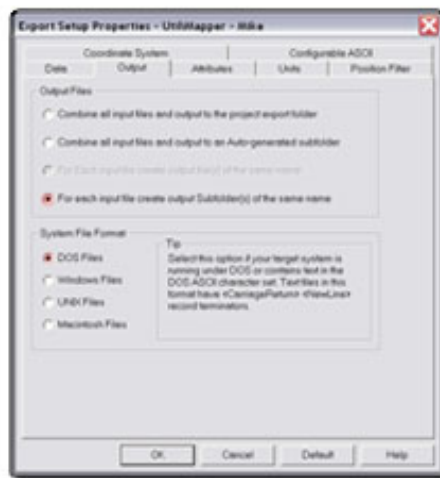 Export Setup Properties - UtilMapper - Mike
Coordinate System Configurable ASCII
Data Output Attributes Units Position Filter
Output Files
Combine all input files and output to the project export folder
Combine all input files and output to an Auto-generated subfolder
For Each input file create output file(s) of the same name
For each input file create output Subfolder(s) of the same name
System File Format
DOS Files
Windows Files
UNIX Files
Macintosh Files
Tip
Select this option if your target system is
running under DOS or contains text in the
DOS ASCII character set. Text files in this
format have <CarriageReturn> <NewLine>
record terminators.
OK Cancel Default Help